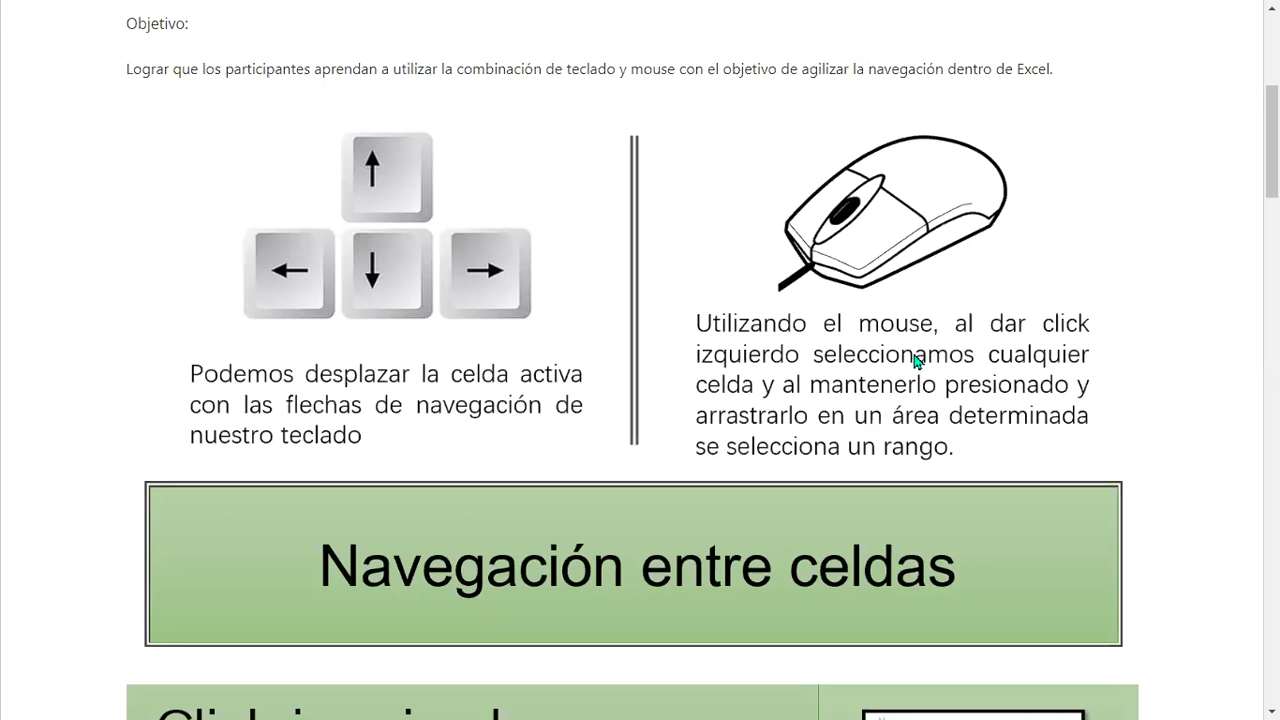 Objetivo:
Lograr que los participantes aprendan a utilizar la combinación de teclado y mouse con el objetivo de agilizar la navegación dentro de Excel.
Podemos desplazar la celda activa
con las flechas de navegación de
nuestro teclado
Utilizando el mouse, al dar click
izquierdo seleccionamos cualquier
celda y al mantenerlo presionado y
arrastrarlo en un área determinada
se selecciona un rango.
Navegación entre celdas